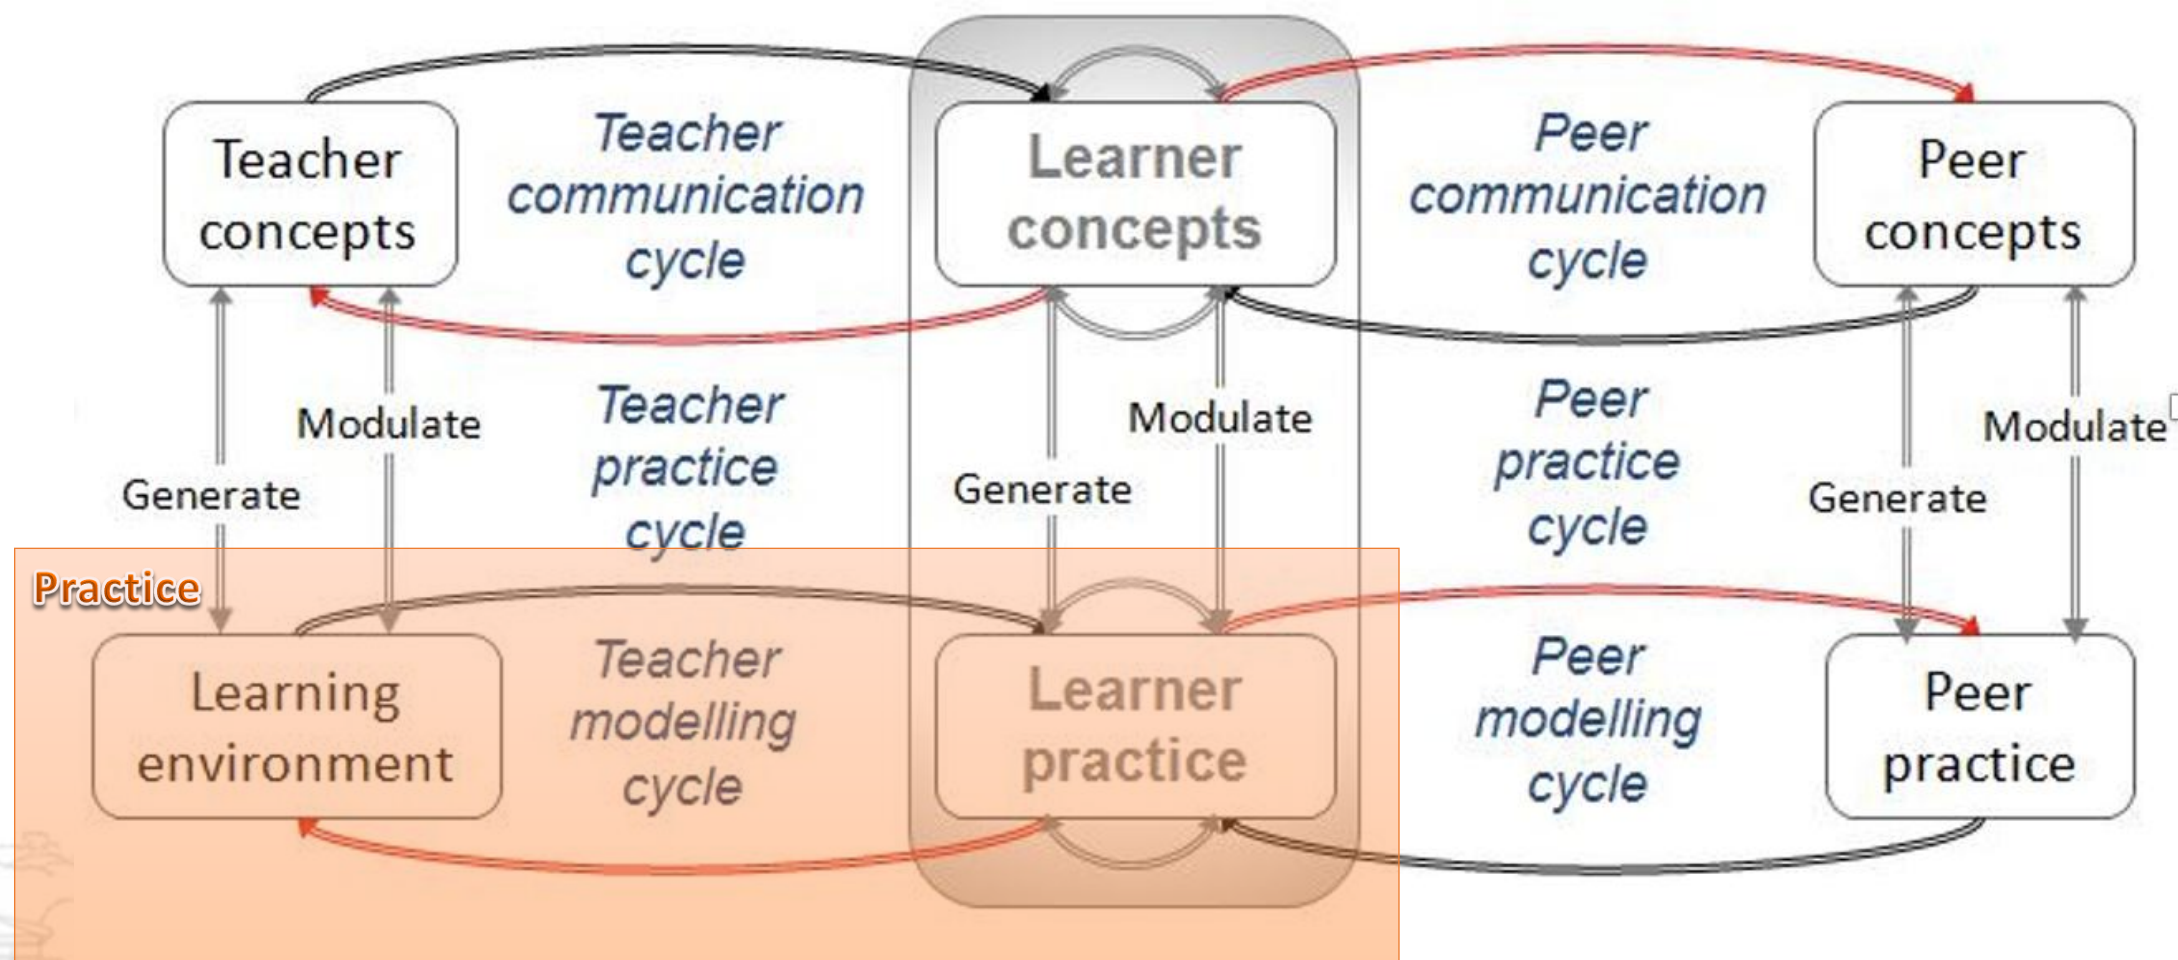 Teacher
concepts
Teacher
communication
cycle
Learner
concepts
Peer
communication
cycle
Peer
concepts
Generate
Modulate
Teacher
practice
cycle
Generate
Modulate
Peer
practice
cycle
Generate
Modulate
Practice
Learning
environment
Teacher
modelling
cycle
Learner
practice
Peer
modelling
cycle
Peer
practice